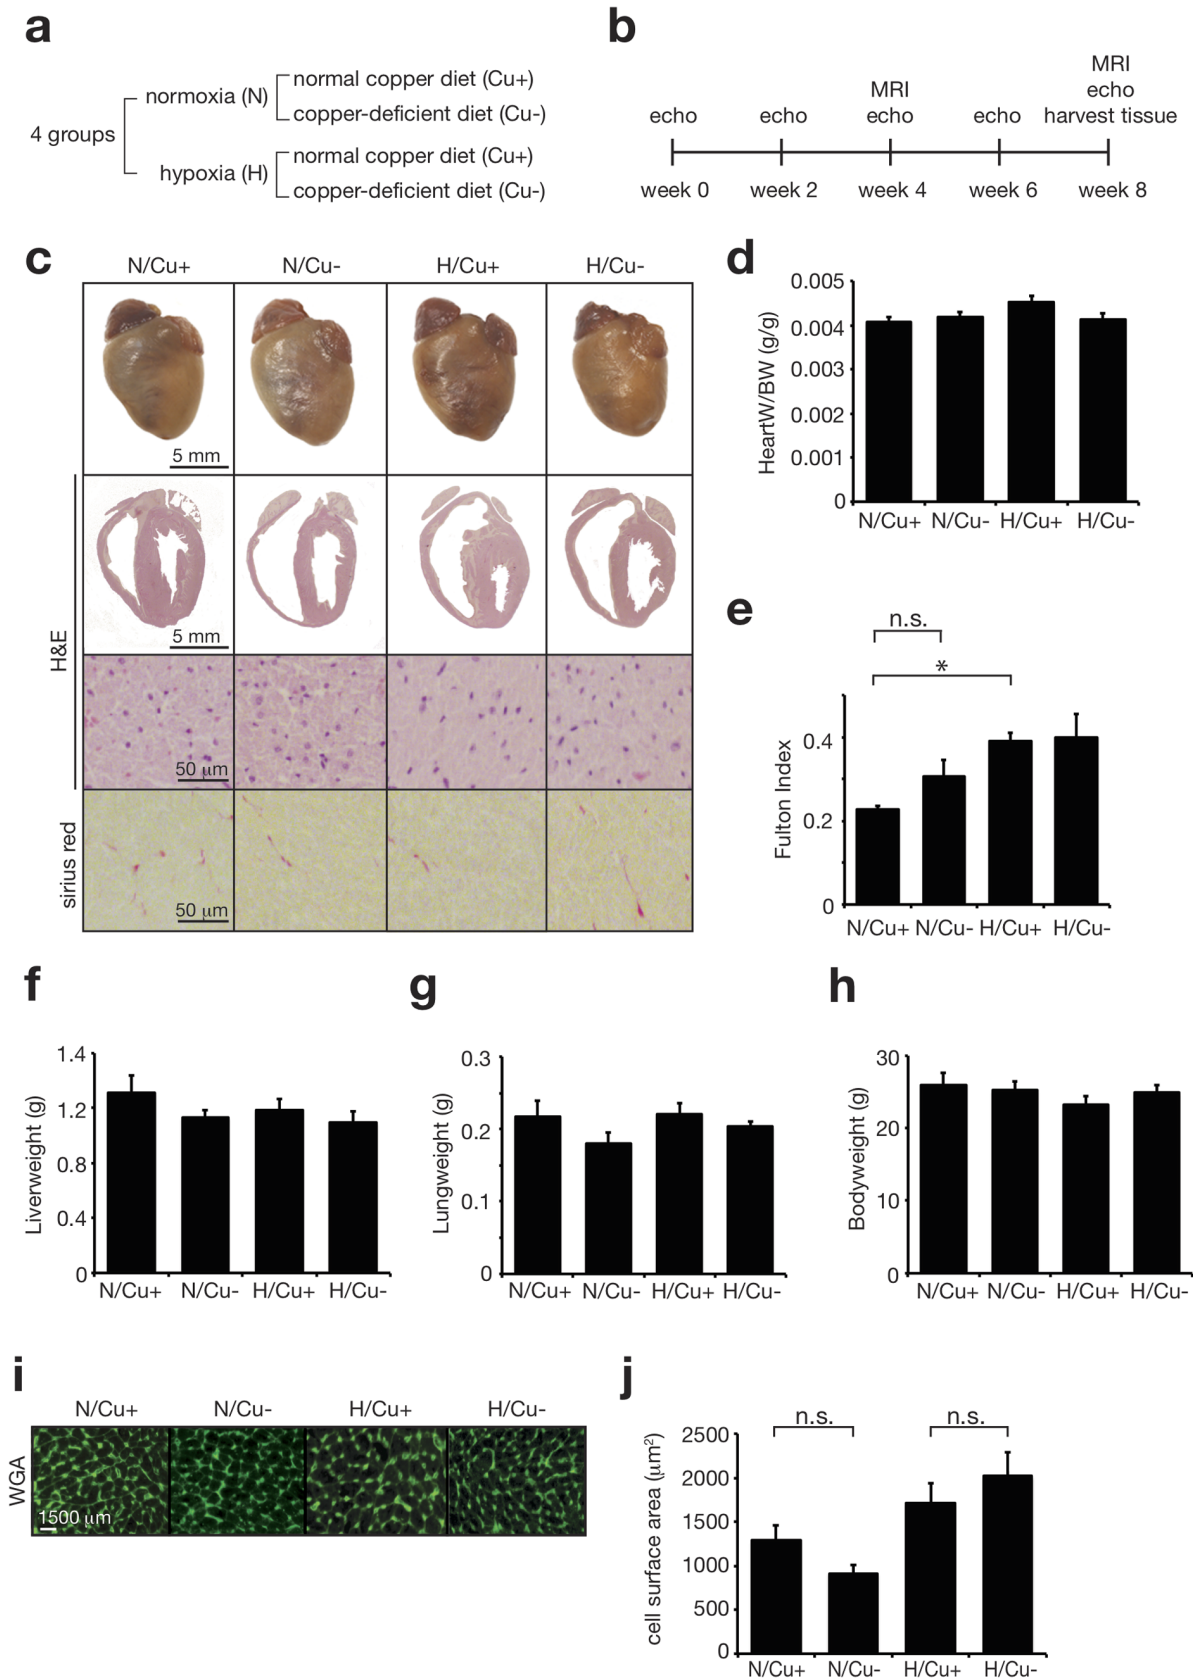 a
4 groups
normoxia (N)
normal copper diet (Cu+)
copper-deficient diet (Cu-)
hypoxia (H)
normal copper diet (Cu+)
copper-deficient diet (Cu-)
b
MRI
MRI echo
echo echo echo echo harvest tissue
week 0 week 2 week 4 week 6 week 8
c
N/Cu+ N/Cu- H/Cu+ H/Cu-
5 mm
H&E
5 mm
50 µm
sirius red
50 µm
d
HeartW/BW (g/g)
0.005
0.004
0.003
0.002
0.001
0
N/Cu+ N/Cu- H/Cu+ H/Cu-
e
n.s.
*
Fulton Index
0.4
0.2
0
N/Cu+ N/Cu- H/Cu+ H/Cu-
f
Liverweight (g)
1.4
1.2
0.8
0.4
0
N/Cu+ N/Cu- H/Cu+ H/Cu-
g
Lungweight (g)
0.3
0.2
0.1
0
N/Cu+ N/Cu- H/Cu+ H/Cu-
h
Bodyweight (g)
30
20
10
0
N/Cu+ N/Cu- H/Cu+ H/Cu-
i
N/Cu+ N/Cu- H/Cu+ H/Cu-
WGA
1500 µm
j
n.s. n.s.
cell surface area (µm²)
2500
2000
1500
1000
500
0
N/Cu+ N/Cu- H/Cu+ H/Cu-